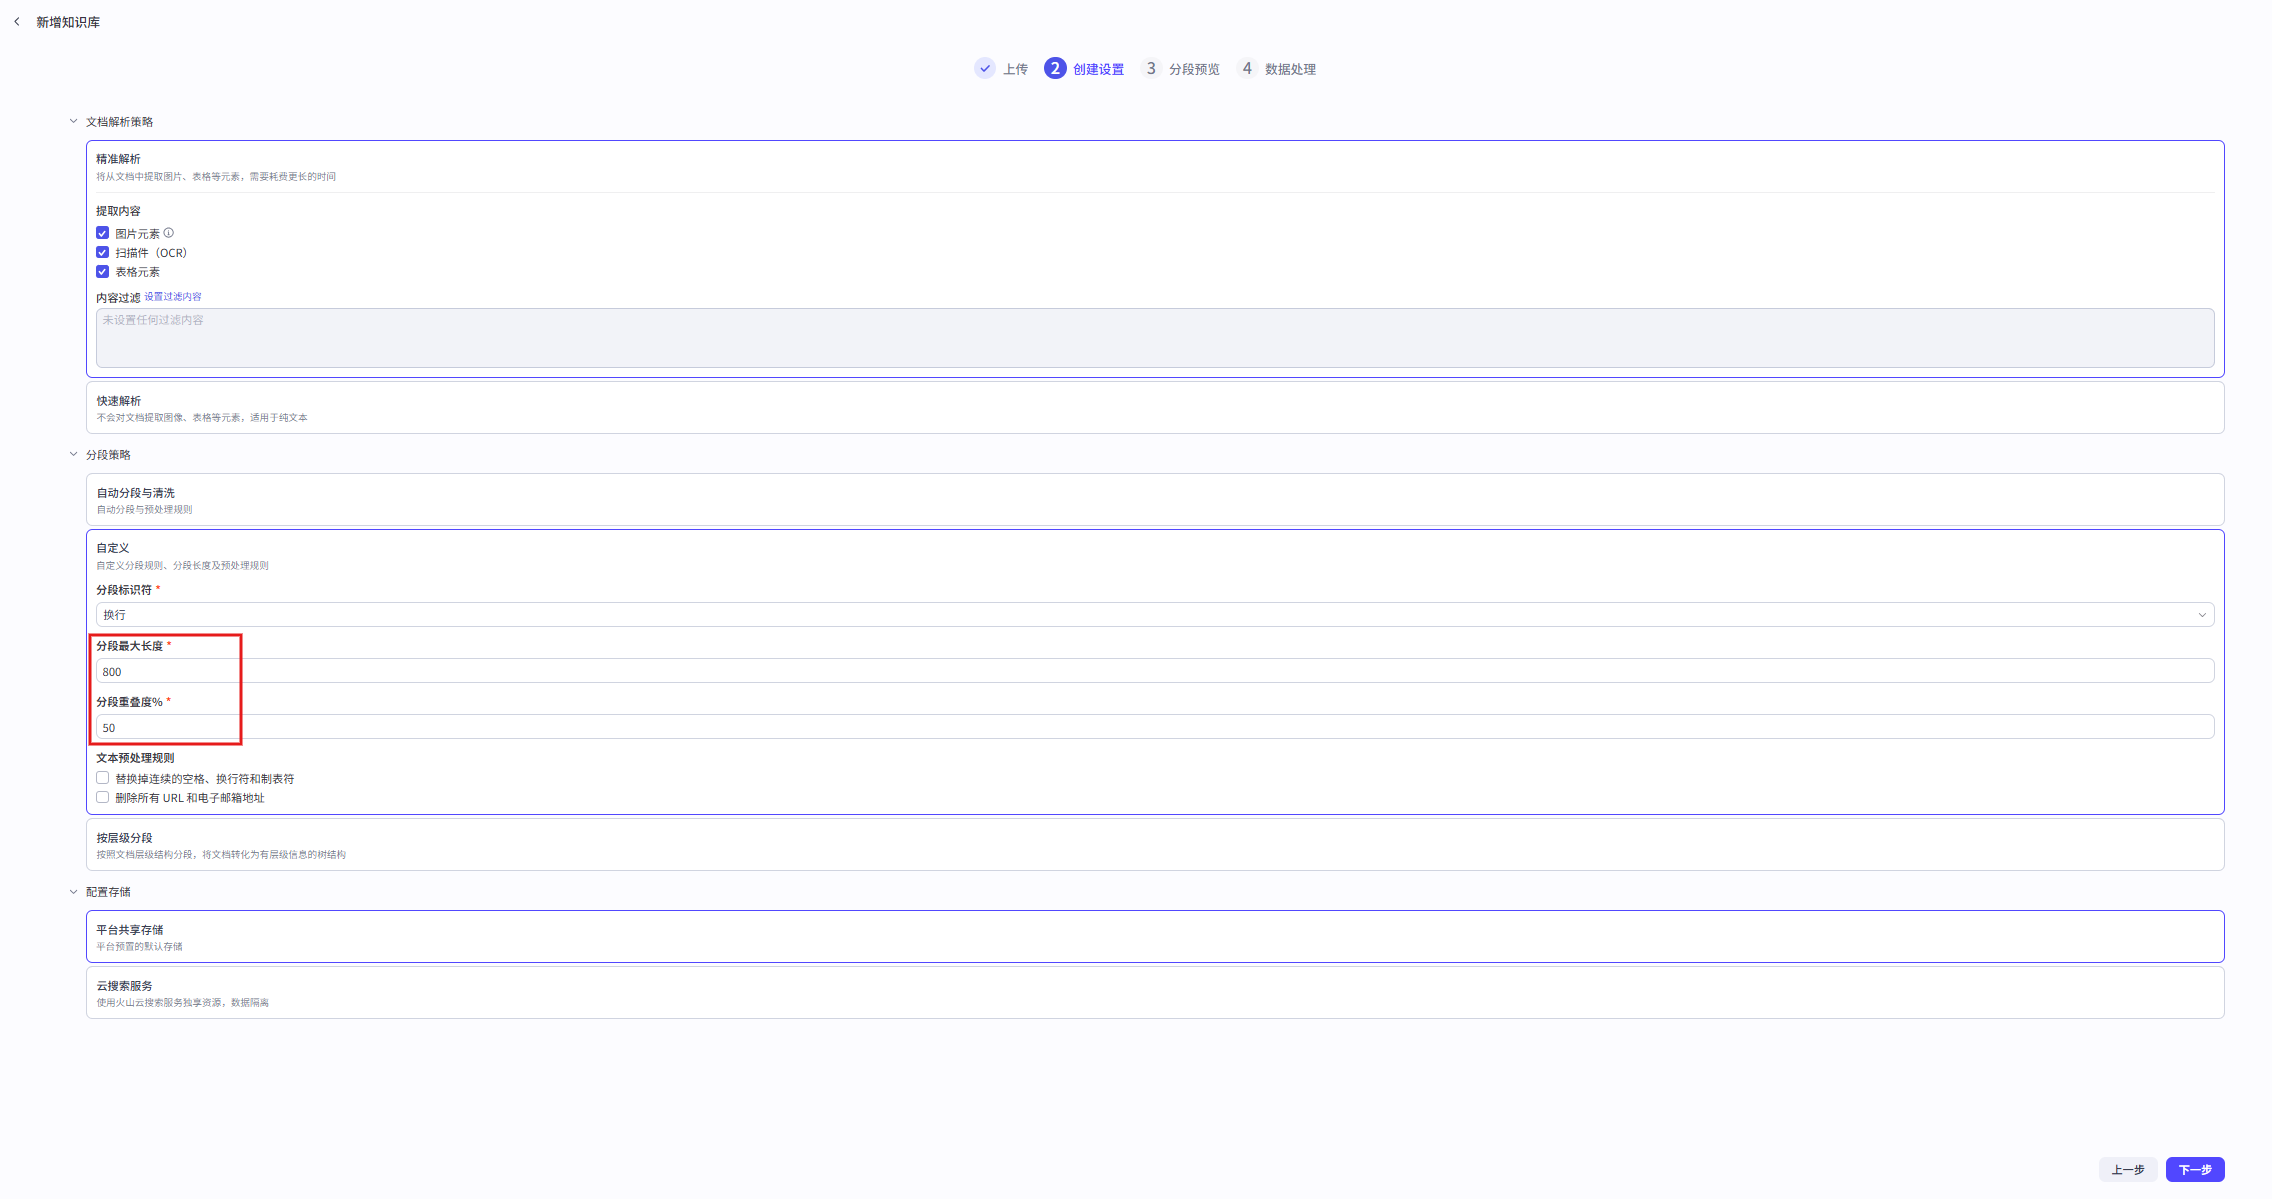 新增知识库
上传 2 创建设置 3 分段预览 4 数据处理
文档解析策略
精准解析
将从文档中提取图片、表格等元素，需要耗费更长的时间
提取内容
图片元素
扫描件（OCR）
表格元素
内容过滤 设置过滤内容
未设置任何过滤内容
快速解析
不会对文档提取图像、表格等元素，适用于纯文本
分段策略
自动分段与清洗
自动分段与预处理规则
自定义
自定义分段规则、分段长度及预处理规则
分段标识符 *
换行
分段最大长度 *
800
分段重叠度% *
50
文本预处理规则
替换掉连续的空格、换行符和制表符
删除所有 URL 和电子邮箱地址
按层级分段
按照文档层级结构分段，将文档转化为有层级信息的树结构
配置存储
平台共享存储
平台预置的默认存储
云搜索服务
使用火山云搜索服务独享资源，数据隔离
上一步 下一步